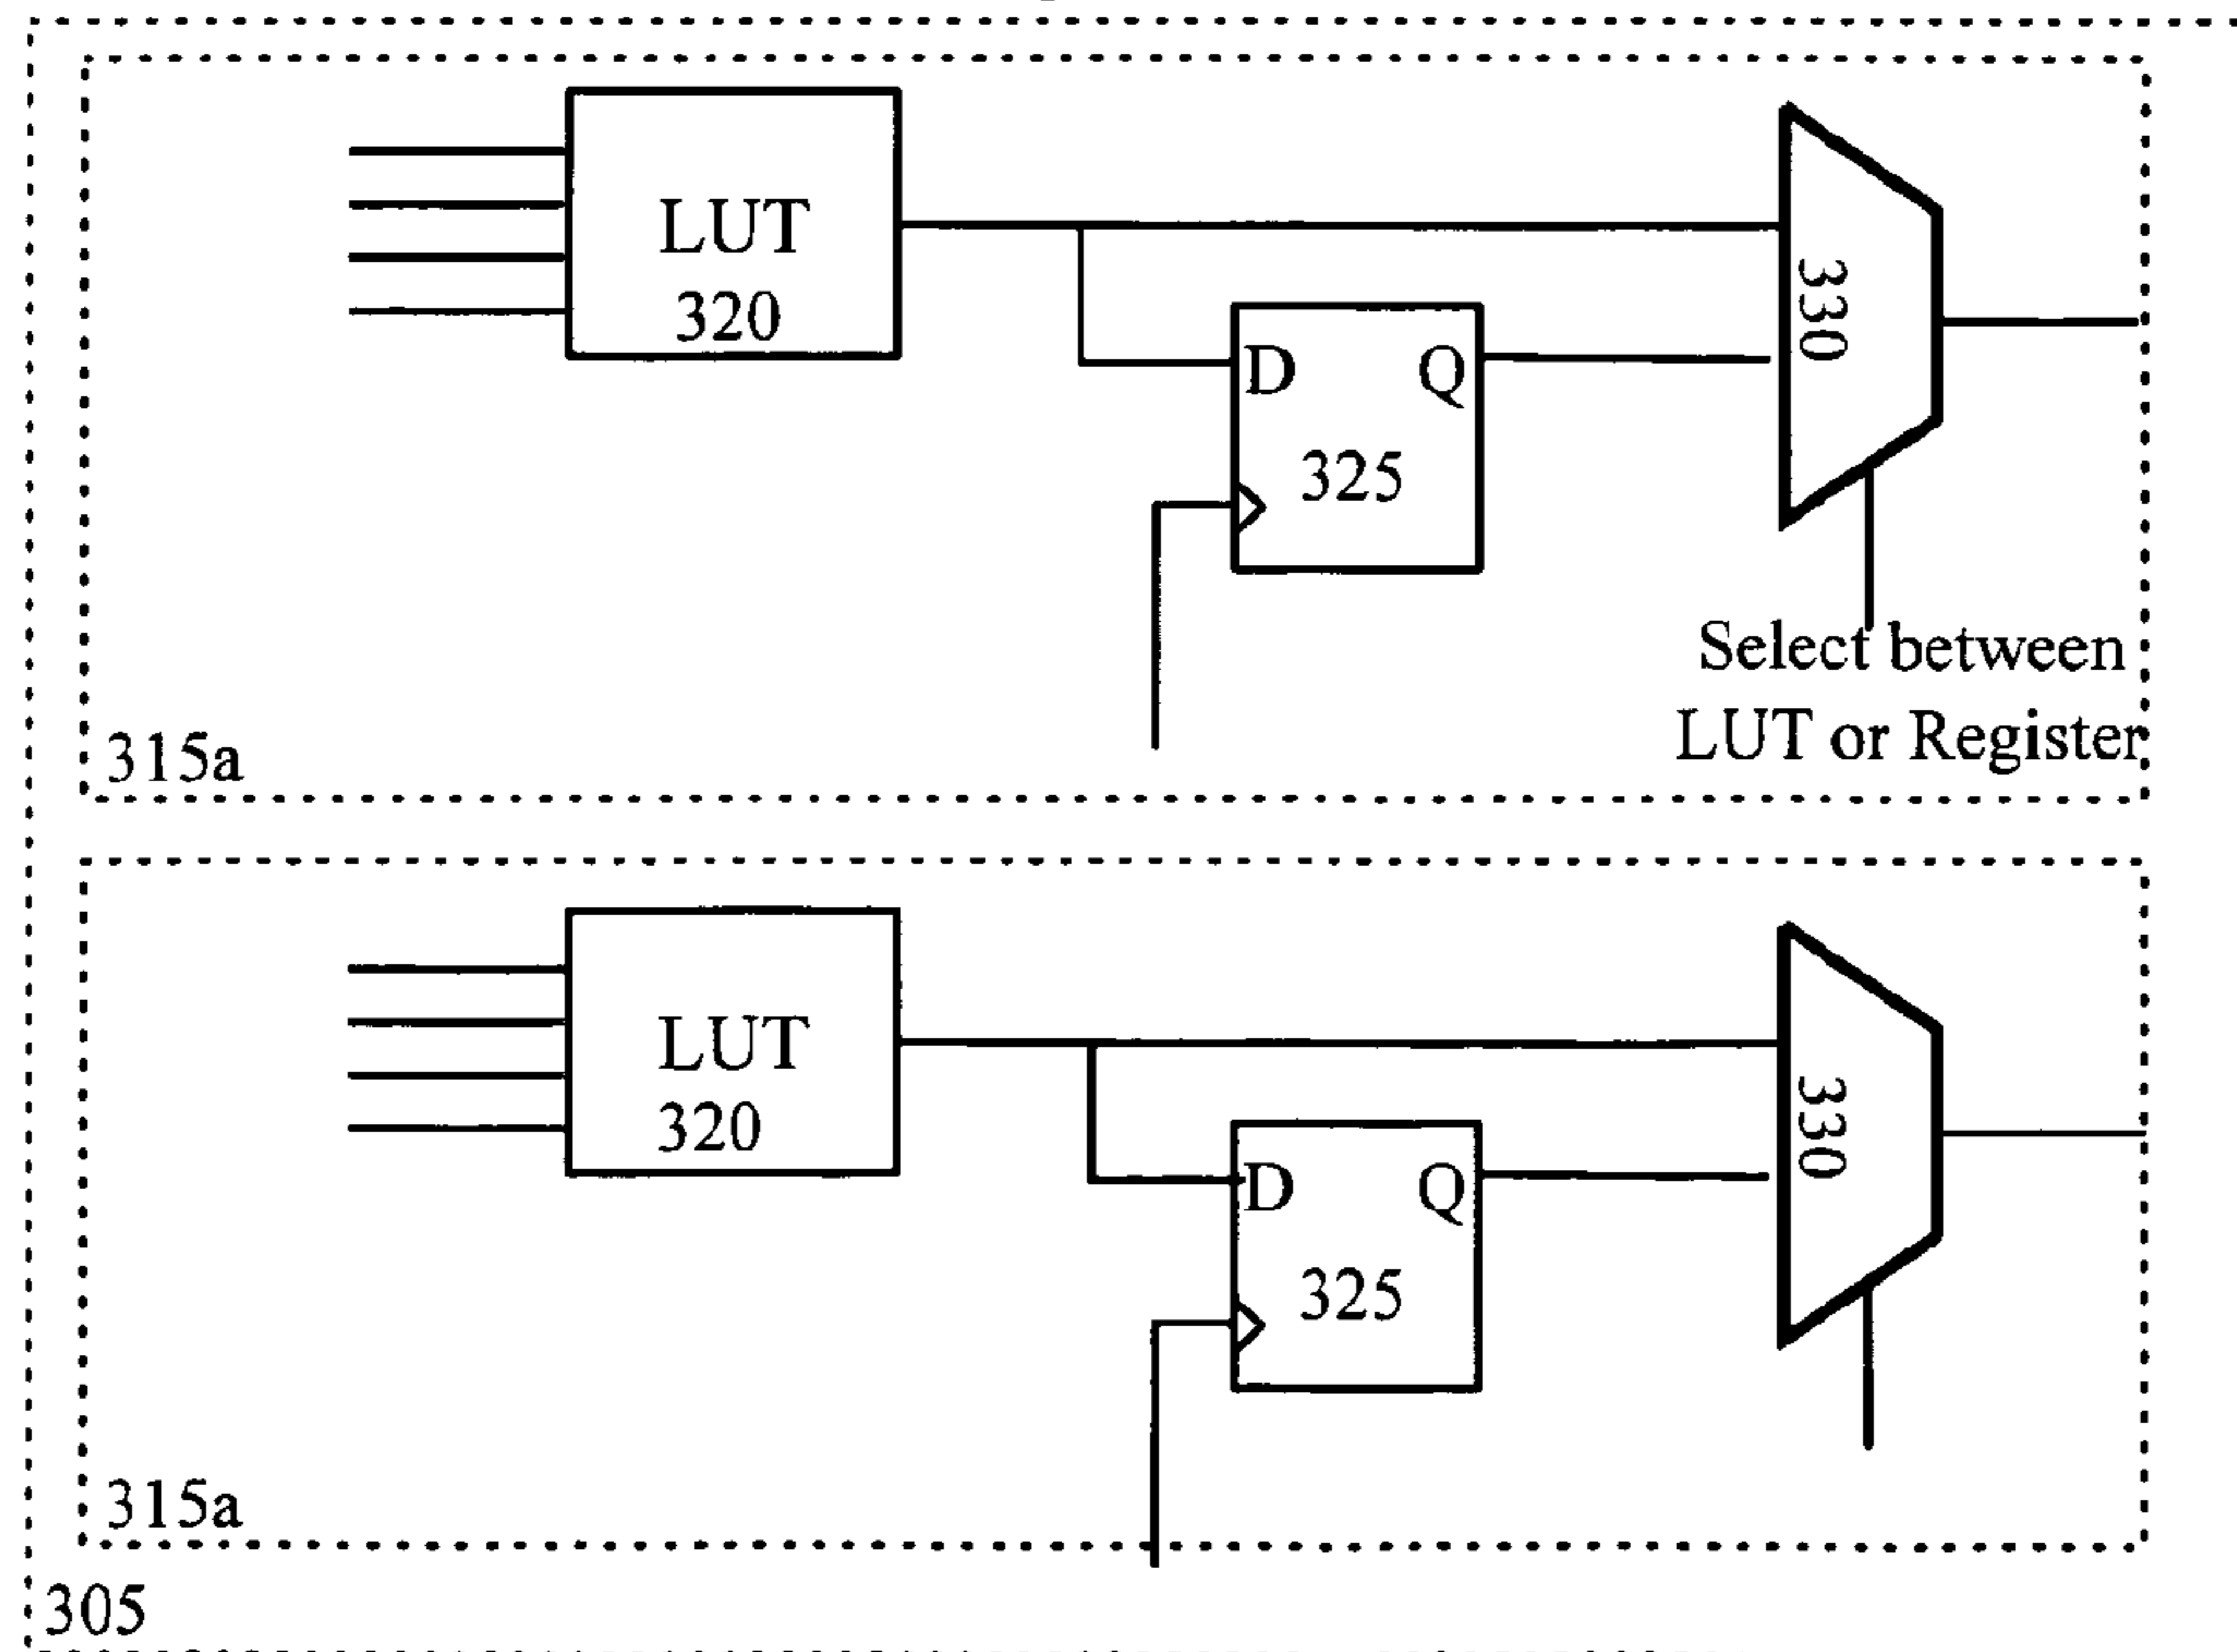 LUT
320
330
D Q
325
Select between
LUT or Register
315a
LUT
320
330
D Q
325
315a
305